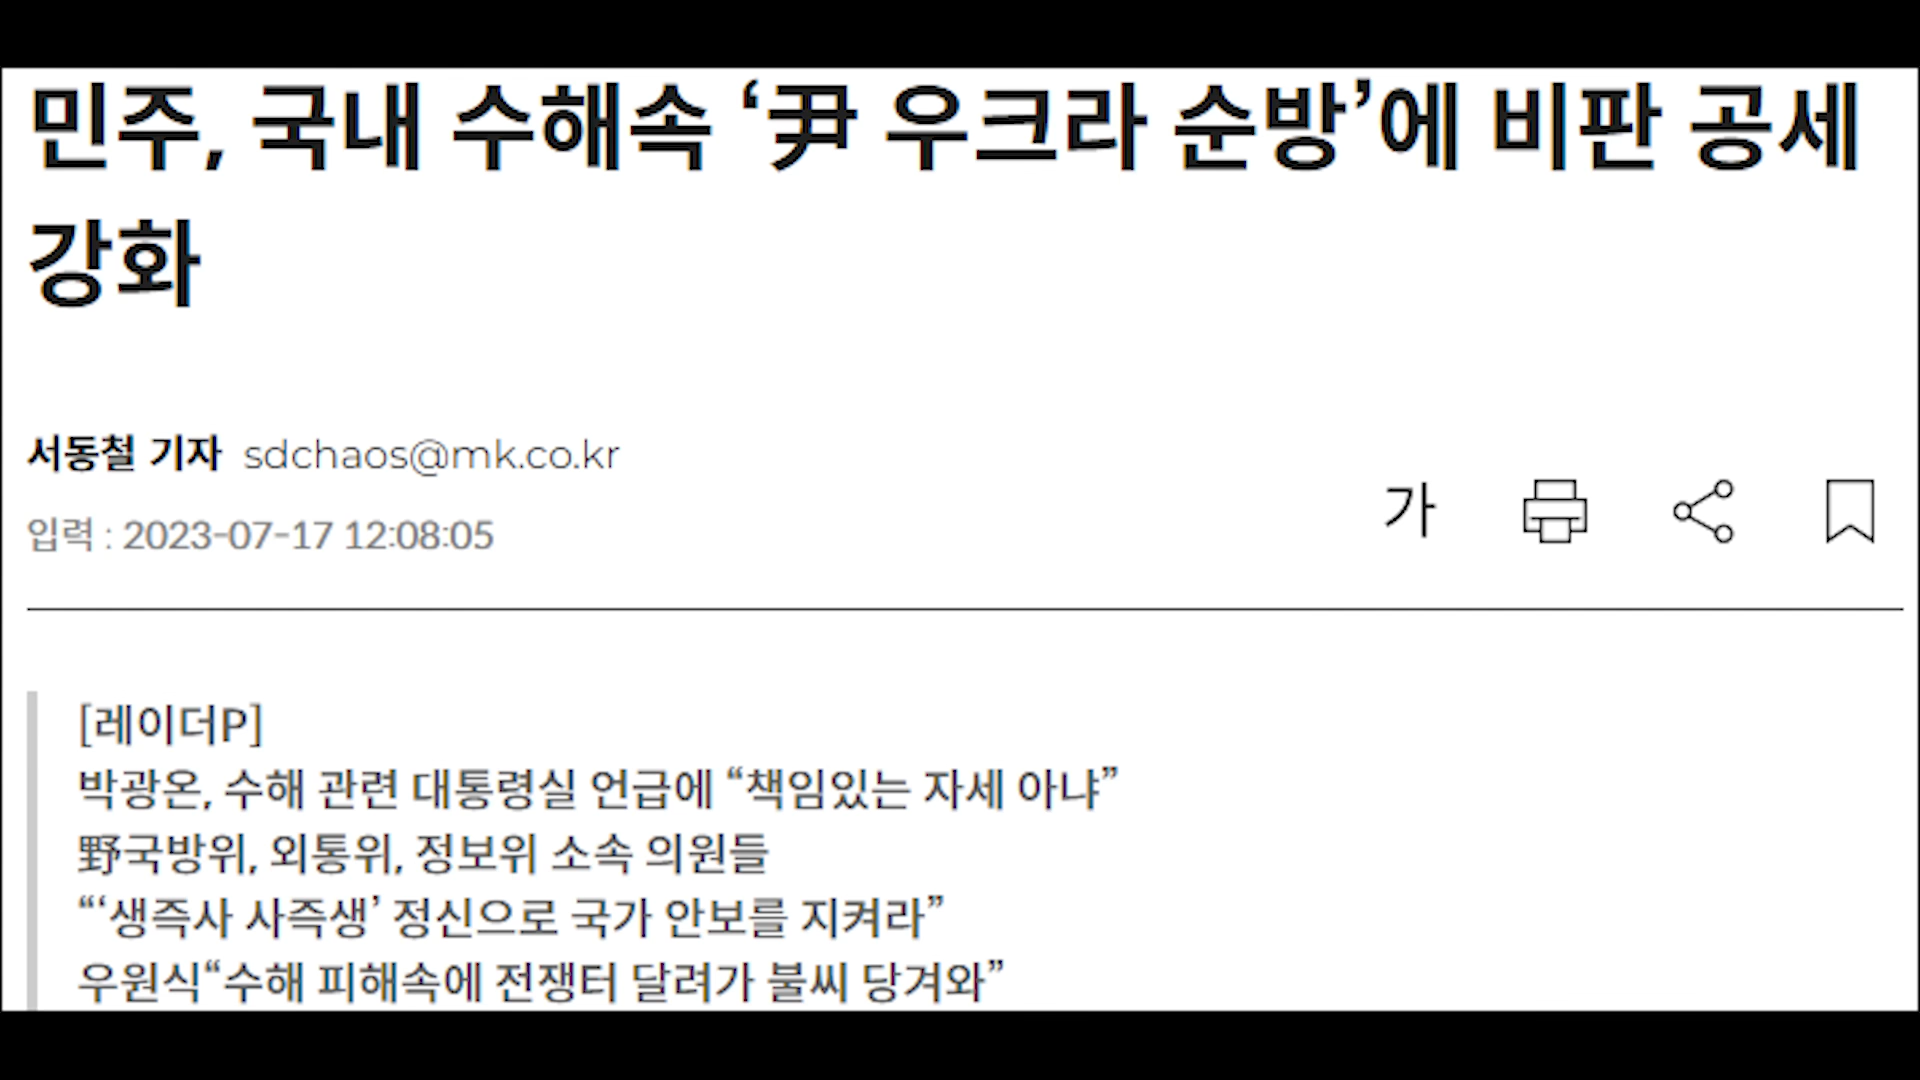 민주, 국내 수해속 ‘尹 우크라 순방’에 비판 공세
강화
서동철 기자 sdchaos@mk.co.kr
입력 : 2023-07-17 12:08:05
가
[레이더P]
박광온, 수해 관련 대통령실 언급에 “책임있는 자세 아냐”
野국방위, 외통위, 정보위 소속 의원들
“‘생즉사 사즉생’ 정신으로 국가 안보를 지켜라”
우원식“수해 피해속에 전쟁터 달려가 불씨 당겨와”